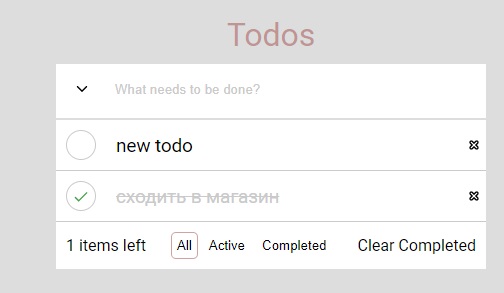 Todos
What needs to be done?
new todo
сходить в магазин
1 items left All Active Completed Clear Completed